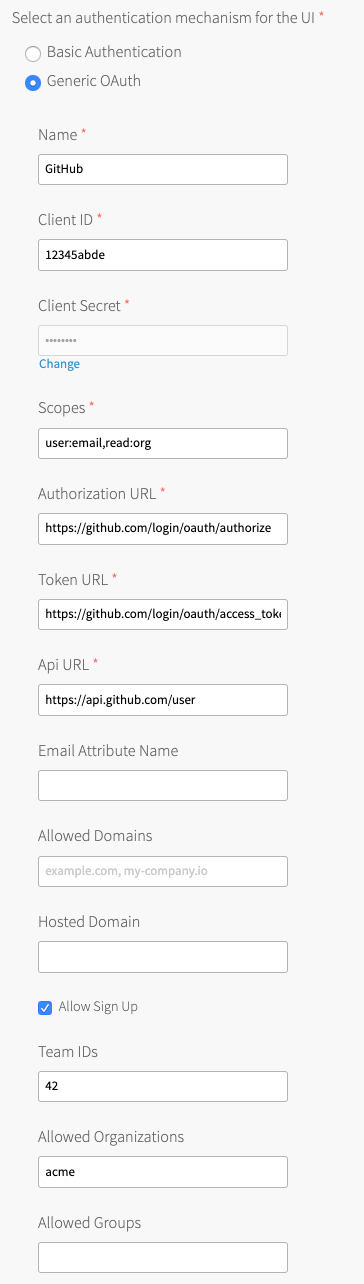 Select an authentication mechanism for the UI *
Basic Authentication
Generic OAuth
Name *
GitHub
Client ID *
12345abde
Client Secret *
••••••••
Change
Scopes *
user:email,read:org
Authorization URL *
https://github.com/login/oauth/authorize
Token URL *
https://github.com/login/oauth/access_toke
Api URL *
https://api.github.com/user
Email Attribute Name
Allowed Domains
example.com, my-company.io
Hosted Domain
Allow Sign Up
Team IDs
42
Allowed Organizations
acme
Allowed Groups